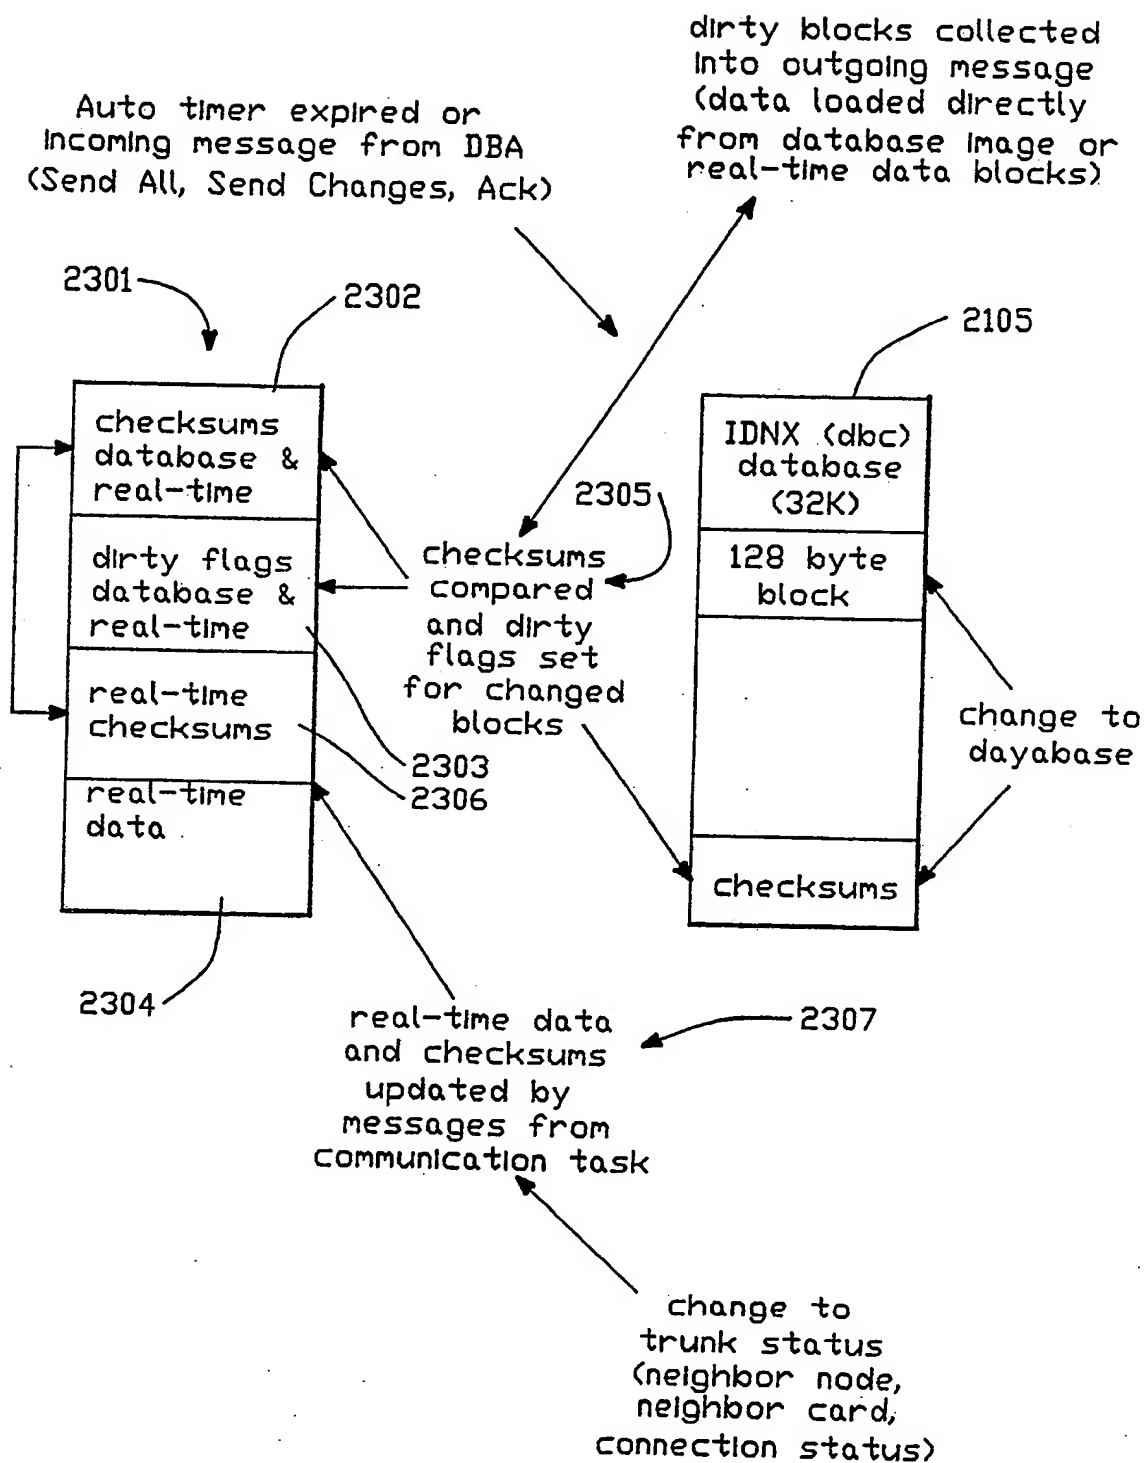 dirty blocks collected
into outgoing message
(data loaded directly
from database image or
real-time data blocks)
Auto timer expired or
incoming message from DBA
(Send All, Send Changes, Ack)
2301
2302
2105
checksums
database &
real-time
IDNX (dbc)
database
(32K)
2305
dirty flags
database &
real-time
checksums
compared
and dirty
flags set
for changed
blocks
128 byte
block
real-time
checksums
change to
dayabase
2303
2306
real-time
data
checksums
2304
real-time data
and checksums
updated by
messages from
communication task
2307
change to
trunk status
(neighbor node,
neighbor card,
connection status)